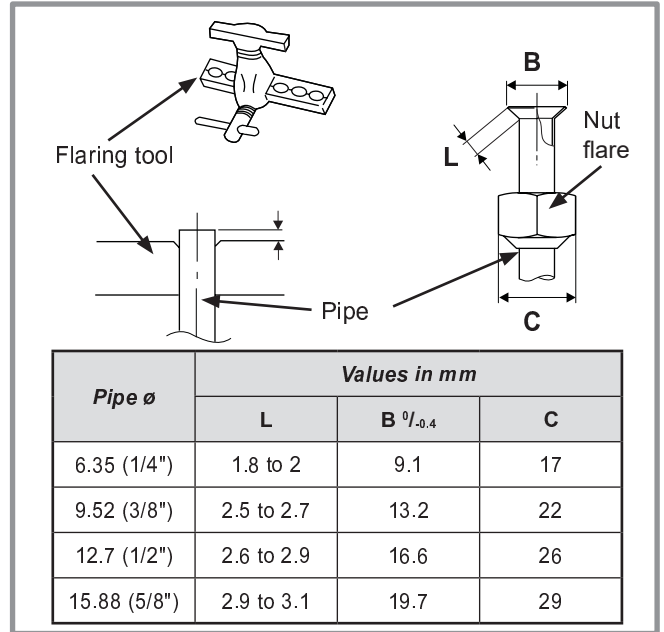 B
Nut
flare
Flaring tool
L
Pipe
C
Pipe ø
Values in mm
L
B ⁰/₋₀.₄
C
6.35 (1/4")
1.8 to 2
9.1
17
9.52 (3/8")
2.5 to 2.7
13.2
22
12.7 (1/2")
2.6 to 2.9
16.6
26
15.88 (5/8")
2.9 to 3.1
19.7
29